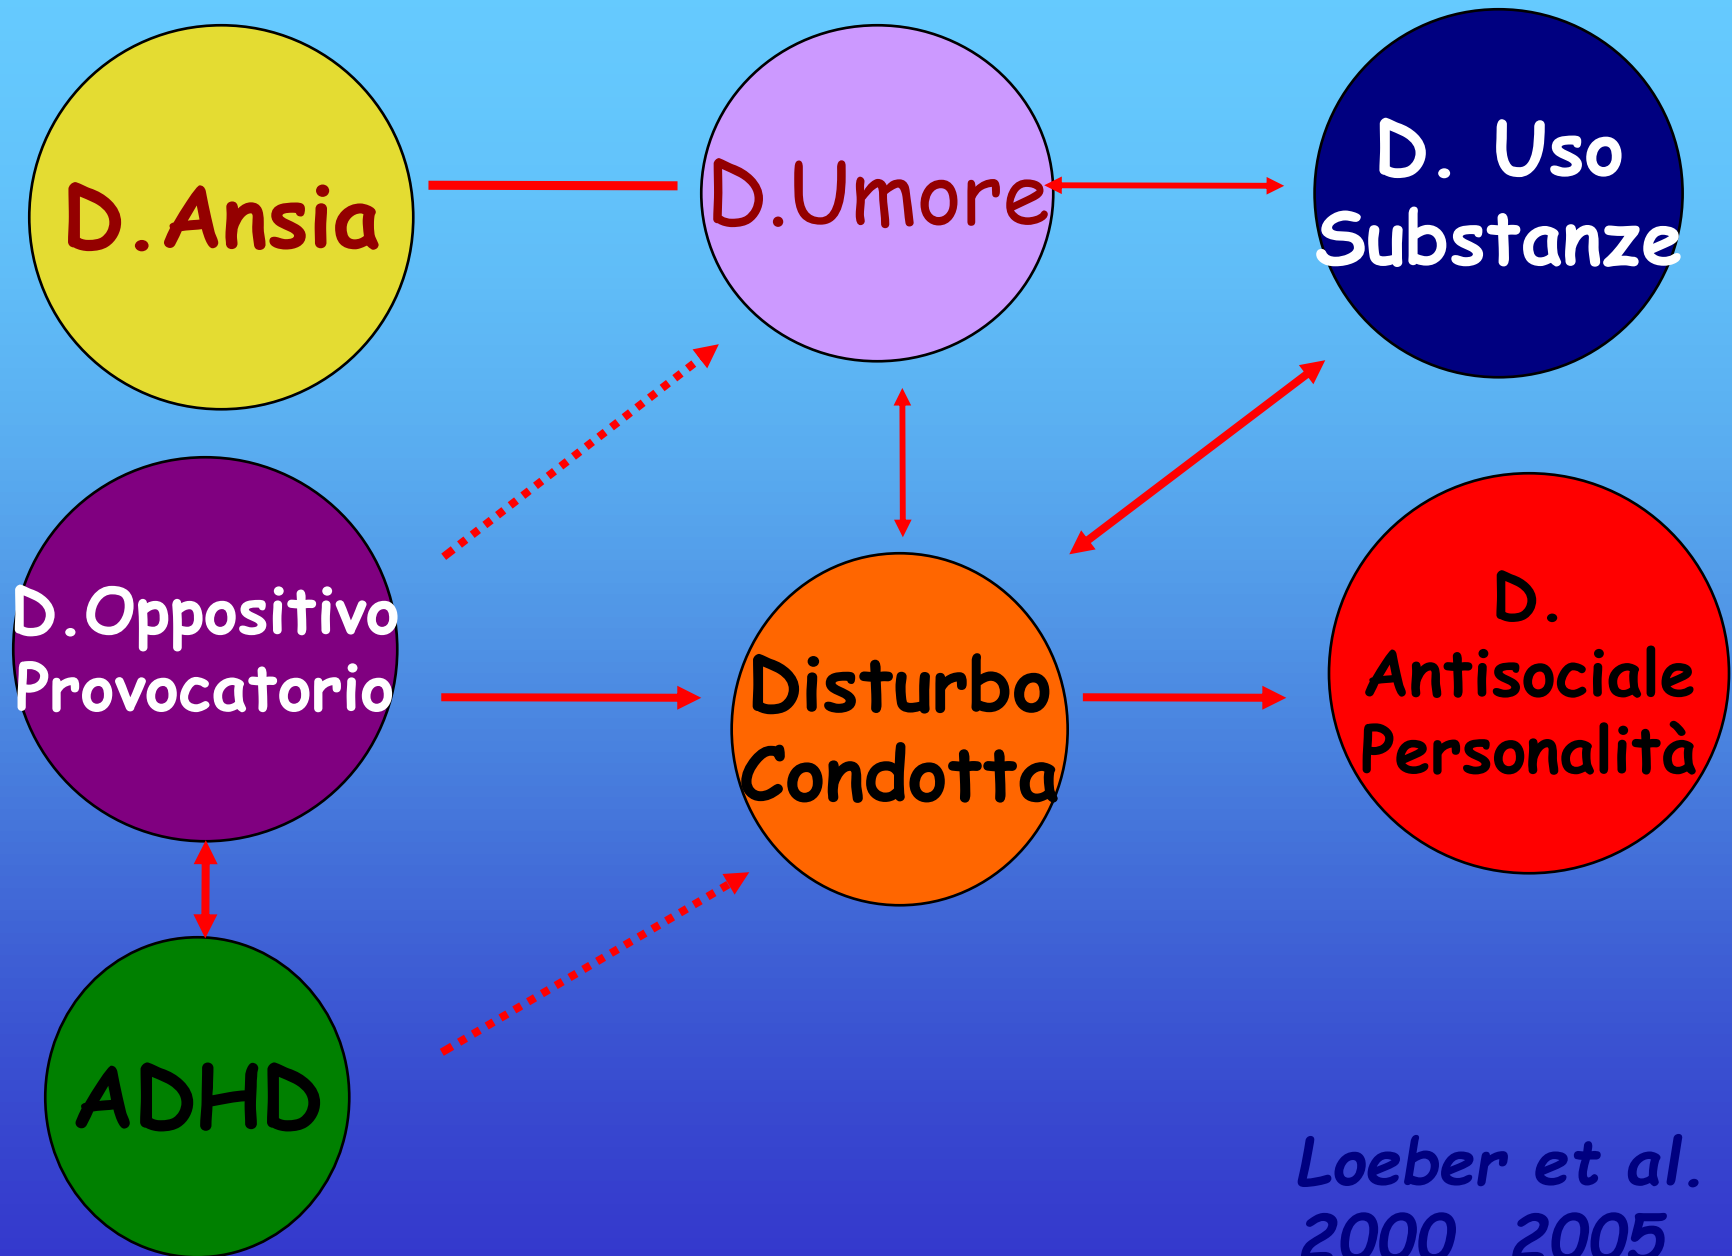 D.Ansia
D.Umore
D. Uso
Substanze
D.Oppositivo
Provocatorio
Disturbo
Condotta
D.
Antisociale
Personalità
ADHD
Loeber et al.
2000, 2005